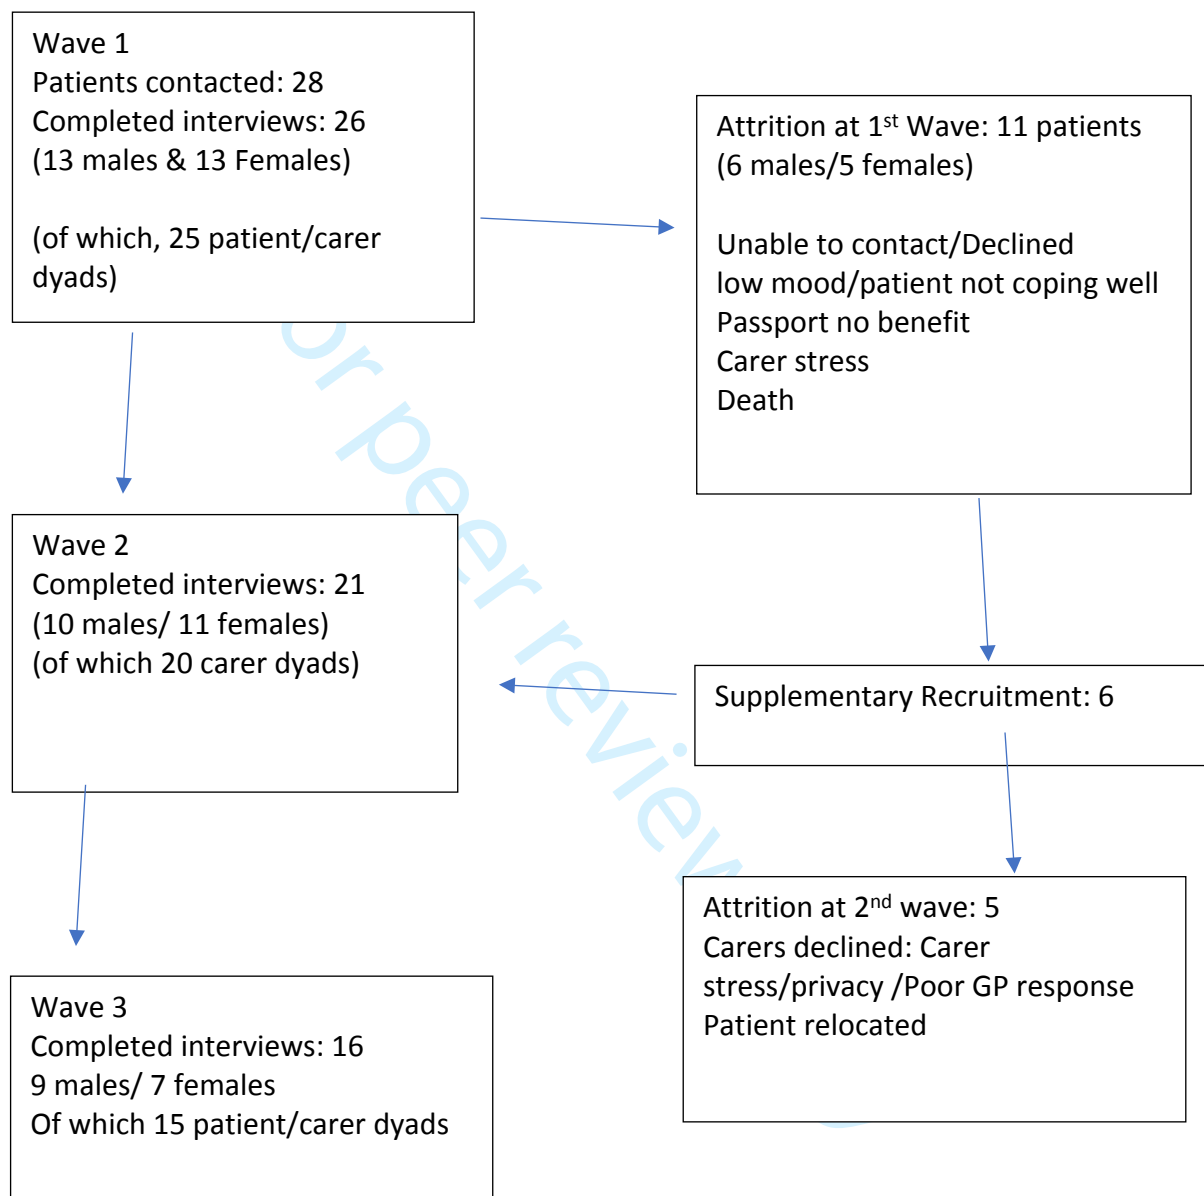 Wave 1
Patients contacted: 28
Completed interviews: 26
(13 males & 13 Females)
(of which, 25 patient/carer
dyads)
Attrition at 1st Wave: 11 patients
(6 males/5 females)
Unable to contact/Declined
low mood/patient not coping well
Passport no benefit
Carer stress
Death
Wave 2
Completed interviews: 21
(10 males/ 11 females)
(of which 20 carer dyads)
Supplementary Recruitment: 6
Attrition at 2nd wave: 5
Carers declined: Carer
stress/privacy /Poor GP response
Patient relocated
Wave 3
Completed interviews: 16
9 males/ 7 females
Of which 15 patient/carer dyads
or peer review